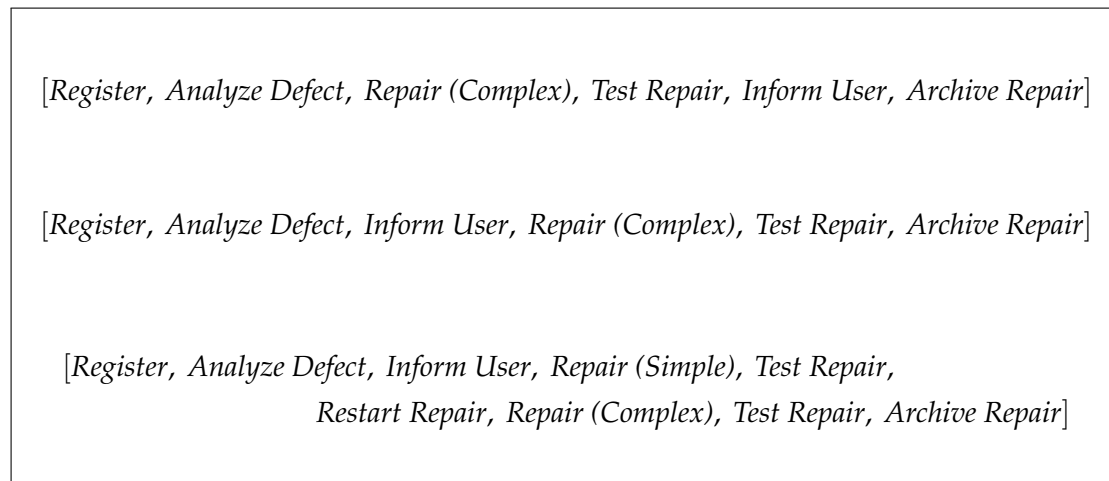 [Register, Analyze Defect, Repair (Complex), Test Repair, Inform User, Archive Repair]
[Register, Analyze Defect, Inform User, Repair (Complex), Test Repair, Archive Repair]
[Register, Analyze Defect, Inform User, Repair (Simple), Test Repair,
Restart Repair, Repair (Complex), Test Repair, Archive Repair]